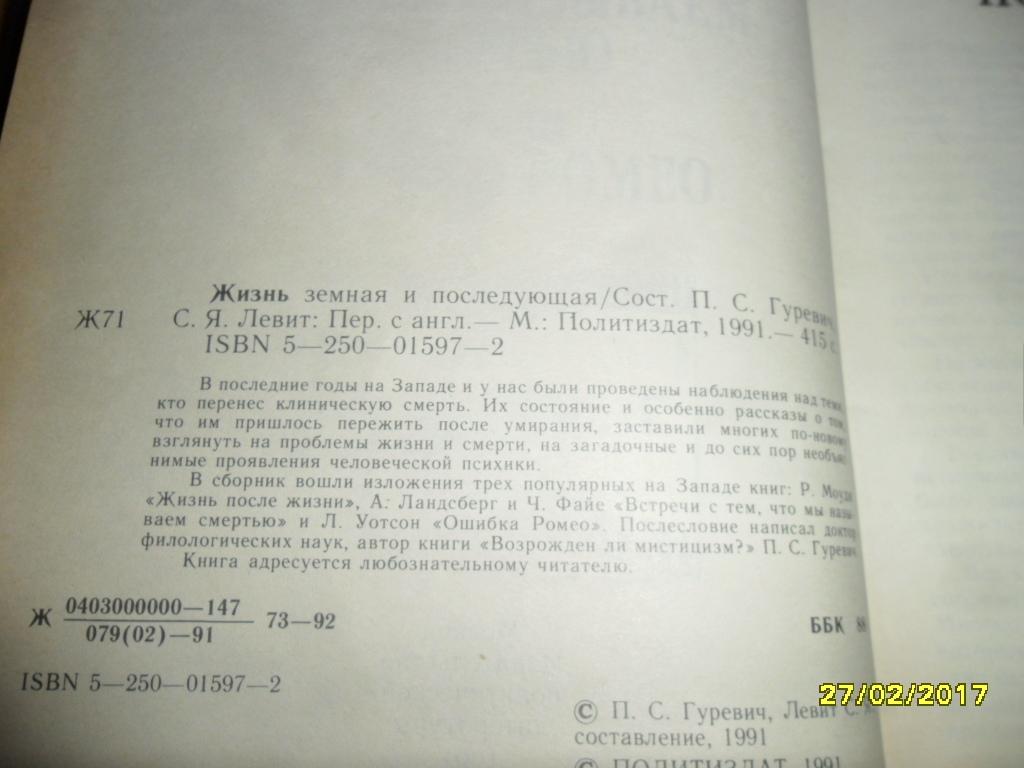 Жизнь земная и последующая/Сост. П. С. Гуревич,
Ж71 С. Я. Левит: Пер. с англ.— М.: Политиздат, 1991.— 415 с.
ISBN 5—250—01597—2
В последние годы на Западе и у нас были проведены наблюдения над теми,
кто перенес клиническую смерть. Их состояние и особенно рассказы о том,
что им пришлось пережить после умирания, заставили многих по-новому
взглянуть на проблемы жизни и смерти, на загадочные и до сих пор необъяс
нимые проявления человеческой психики.
В сборник вошли изложения трех популярных на Западе книг: Р. Моуди
«Жизнь после жизни», А. Ландсберг и Ч. Файе «Встречи с тем, что мы назы
ваем смертью» и Л. Уотсон «Ошибка Ромео». Послесловие написал доктор
филологических наук, автор книги «Возрожден ли мистицизм?» П. С. Гуревич
Книга адресуется любознательному читателю.
Ж 0403000000—147 73—92
079(02)—91
ББК 88
ISBN 5—250—01597—2
© П. С. Гуревич, Левит С.
составление, 1991
© ПОЛИТИЗДАТ, 1991
27/02/2017